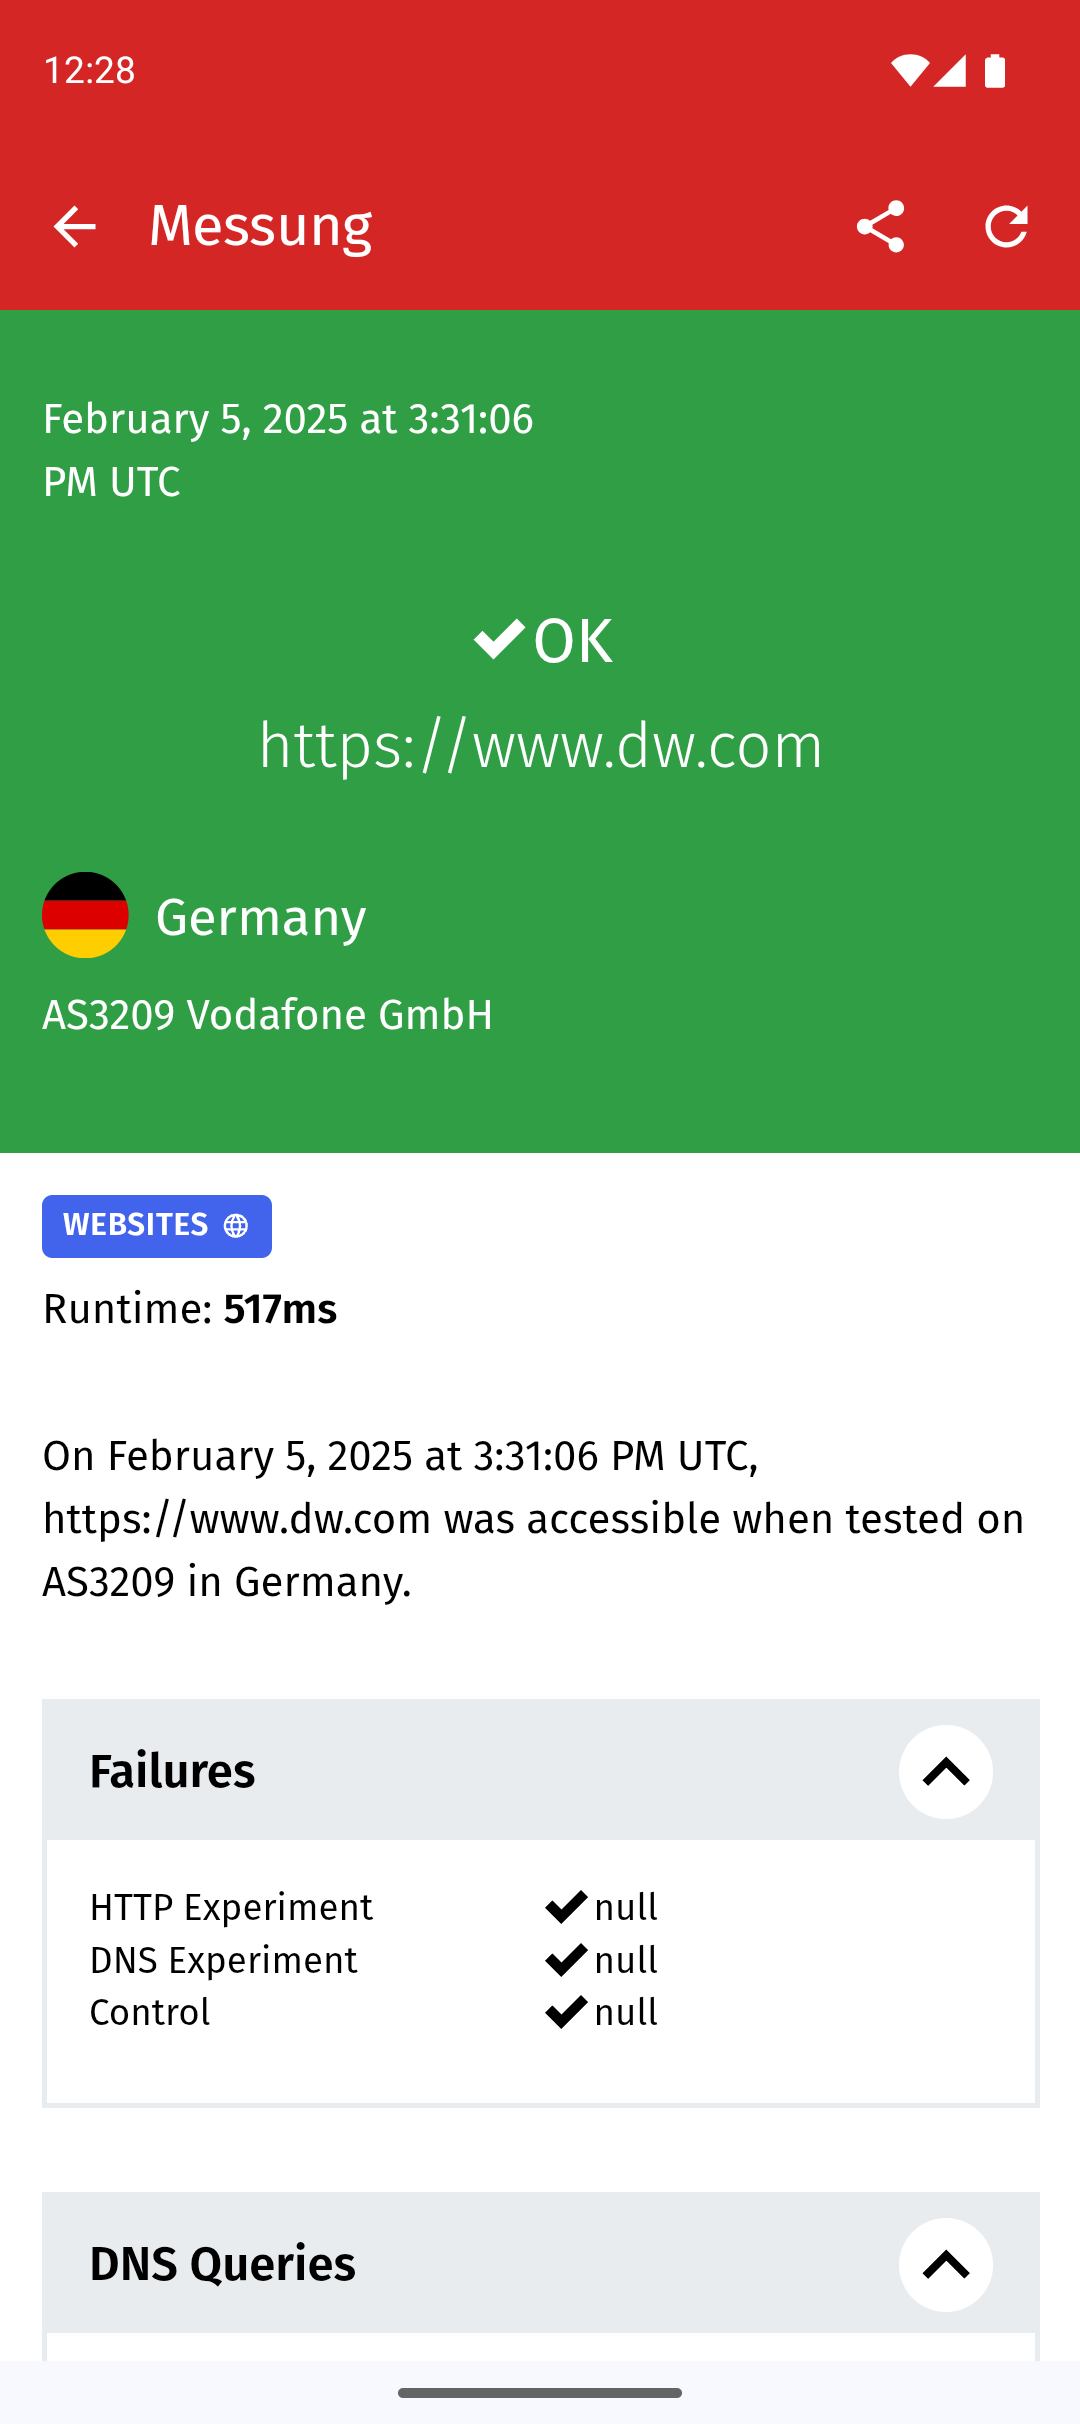 12:28
Messung
February 5, 2025 at 3:31:06
PM UTC
OK
https://www.dw.com
Germany
AS3209 Vodafone GmbH
WEBSITES
Runtime: 517ms
On February 5, 2025 at 3:31:06 PM UTC,
https://www.dw.com was accessible when tested on
AS3209 in Germany.
Failures
HTTP Experiment null
DNS Experiment null
Control null
DNS Queries